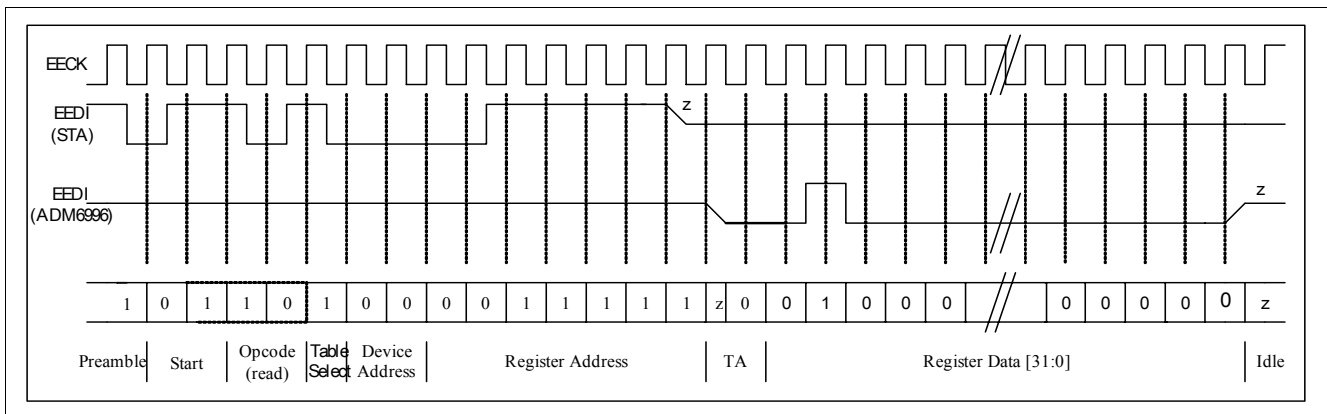 EECK
EEDI
(STA)
z
EEDI
(ADM6996)
z
1 0 1 1 0 1 0 0 0 0 1 1 1 1 1 z 0 0 1 0 0 0 0 0 0 0 0 z
Preamble Start Opcode (read) Table Select Device Address Register Address TA Register Data [31:0] Idle